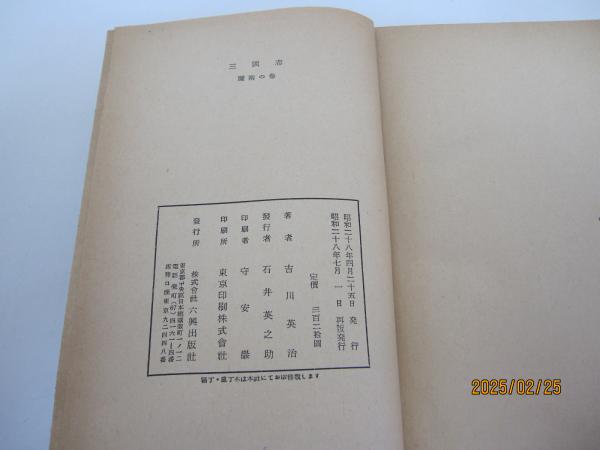 三國志
圖南の卷
昭和二十八年四月二十五日 發行
昭和二十八年七月 一日 再版發行
定價 三百二拾圓
著者 吉川英治
發行者 石井英之助
印刷者 守安巖
印刷所 東京印刷株式會社
發行所 株式會社六興出版社
落丁・亂丁本は本社にてお取替致します
2025/02/25